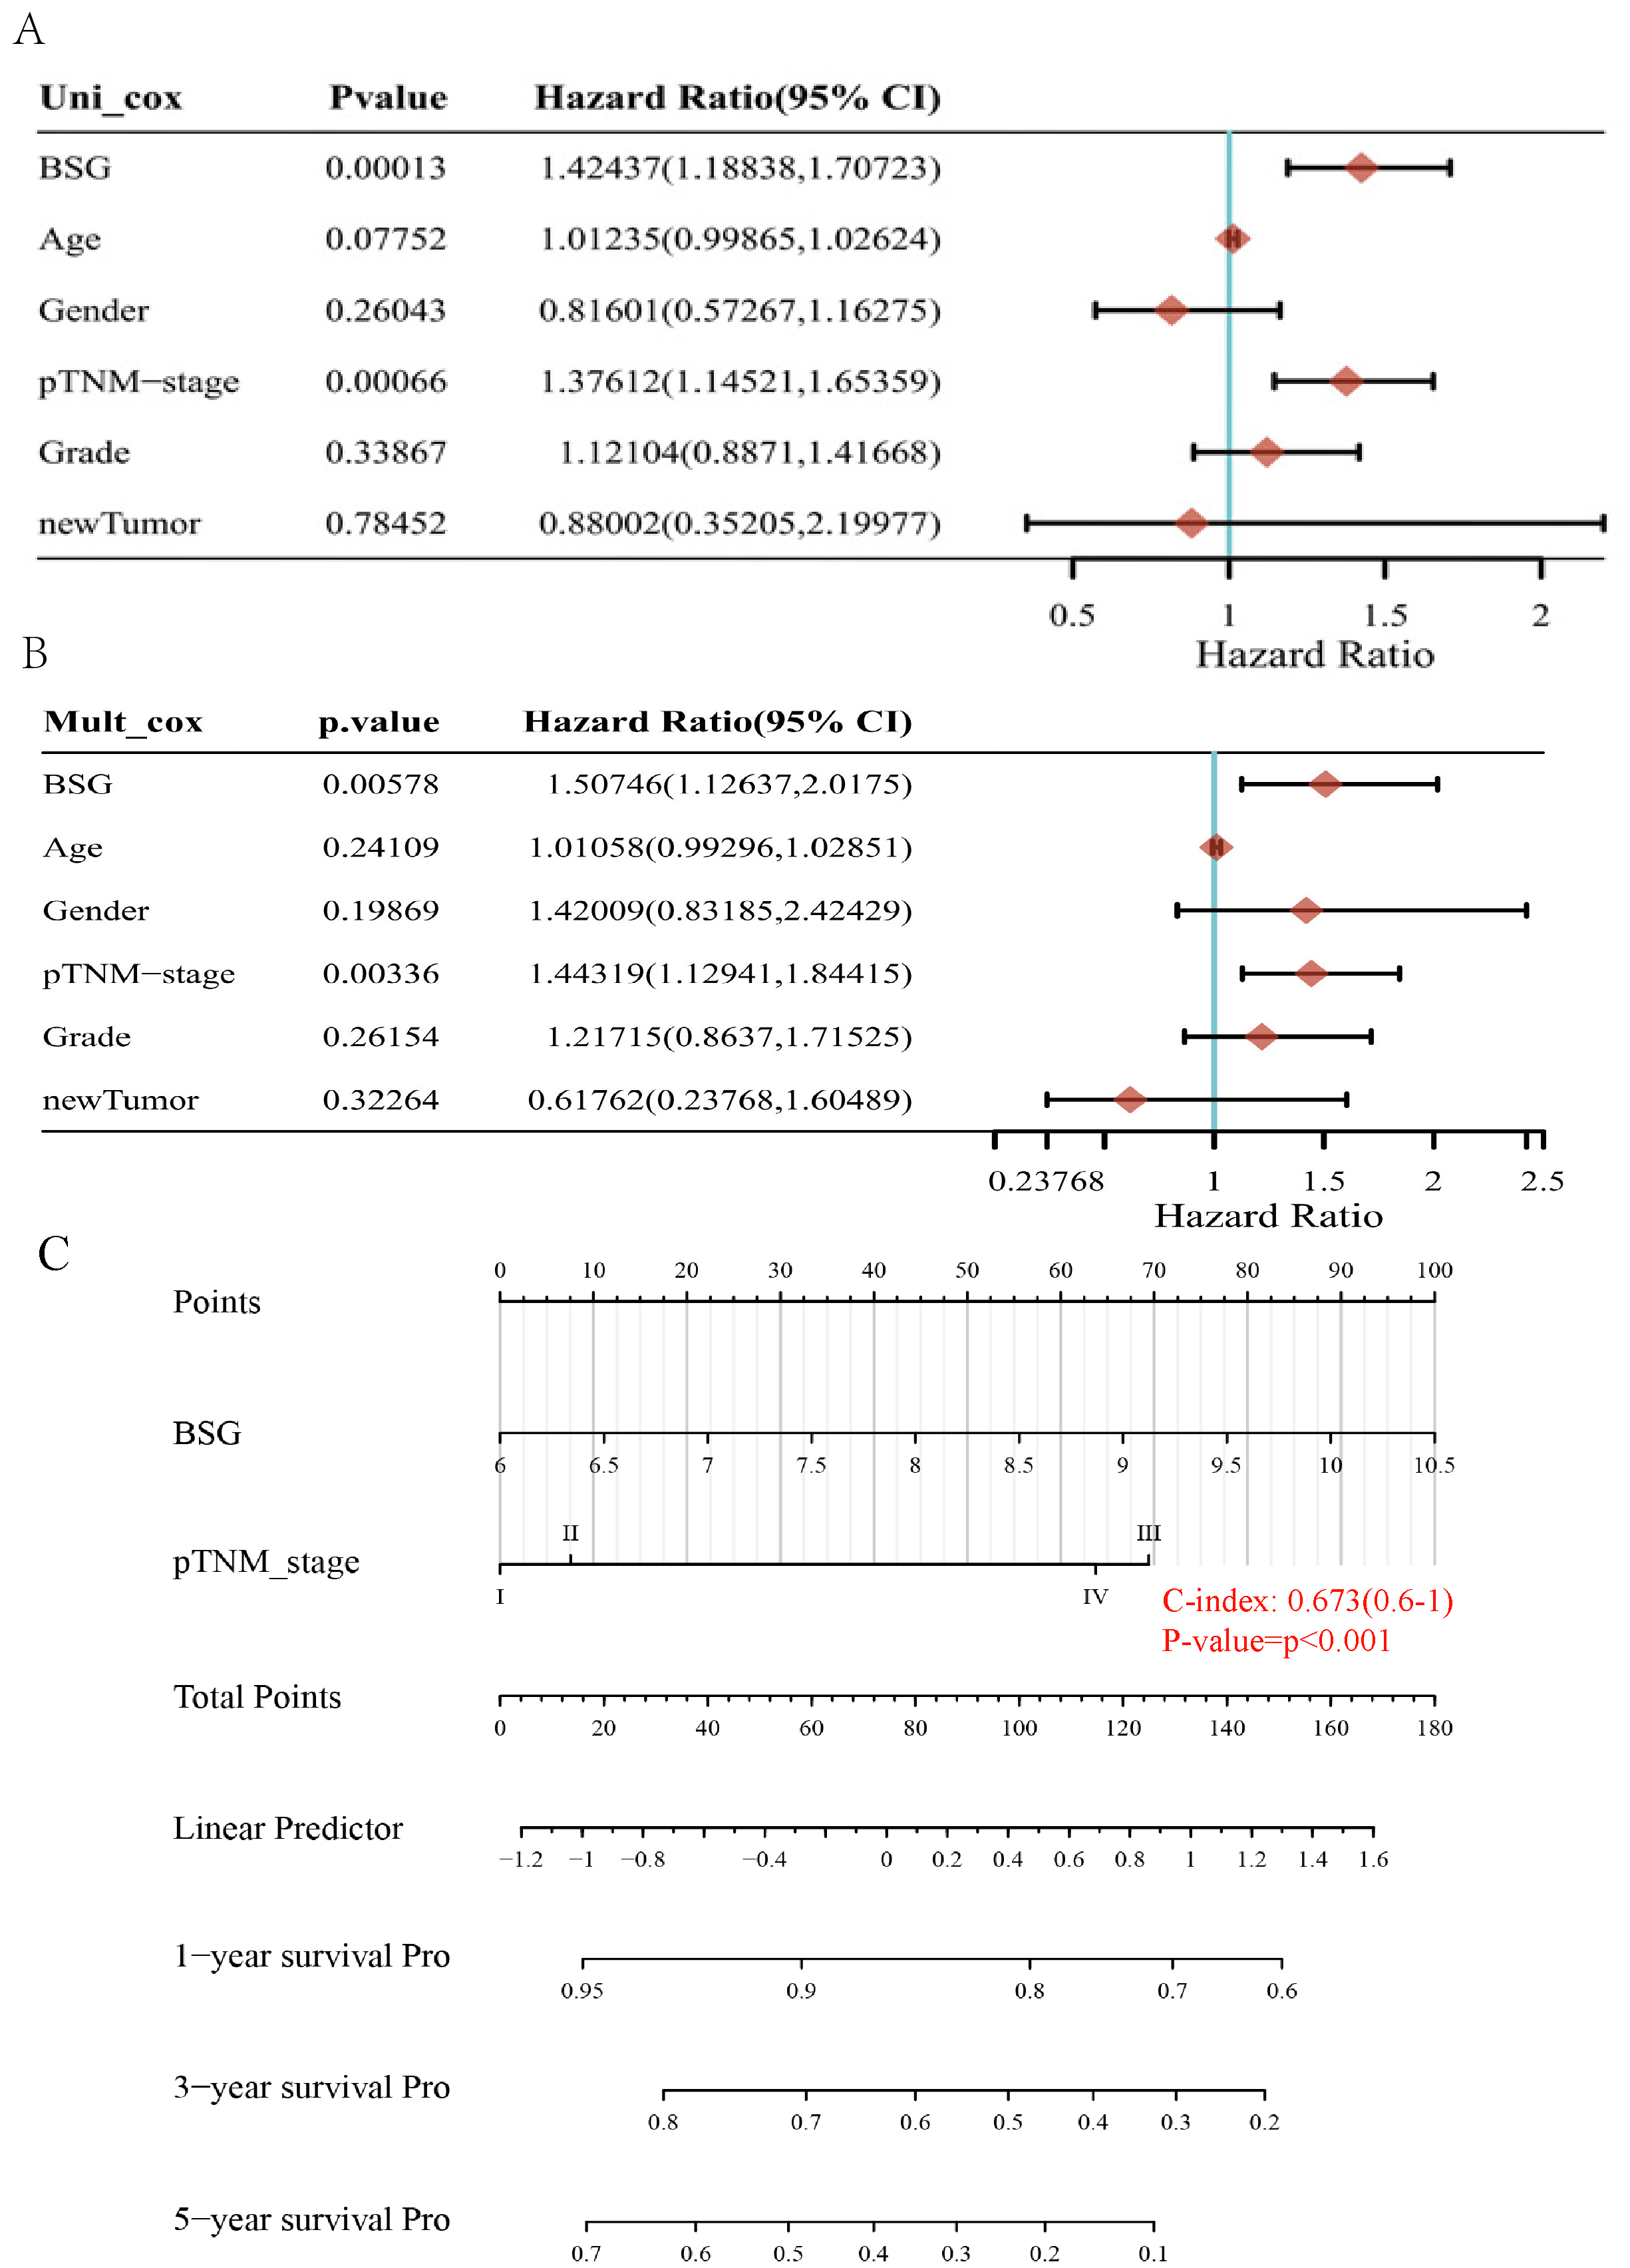 A
Uni_cox Pvalue Hazard Ratio(95% CI)
BSG 0.00013 1.42437(1.18838,1.70723)
Age 0.07752 1.01235(0.99865,1.02624)
Gender 0.26043 0.81601(0.57267,1.16275)
pTNM−stage 0.00066 1.37612(1.14521,1.65359)
Grade 0.33867 1.12104(0.8871,1.41668)
newTumor 0.78452 0.88002(0.35205,2.19977)
0.5 1 1.5 2
Hazard Ratio
B
Mult_cox p.value Hazard Ratio(95% CI)
BSG 0.00578 1.50746(1.12637,2.0175)
Age 0.24109 1.01058(0.99296,1.02851)
Gender 0.19869 1.42009(0.83185,2.42429)
pTNM−stage 0.00336 1.44319(1.12941,1.84415)
Grade 0.26154 1.21715(0.8637,1.71525)
newTumor 0.32264 0.61762(0.23768,1.60489)
0.23768 1 1.5 2 2.5
Hazard Ratio
C
0 10 20 30 40 50 60 70 80 90 100
Points
BSG
6 6.5 7 7.5 8 8.5 9 9.5 10 10.5
II III
pTNM_stage
I IV
C-index: 0.673(0.6-1)
P-value=p<0.001
Total Points
0 20 40 60 80 100 120 140 160 180
Linear Predictor
−1.2 −1 −0.8 −0.4 0 0.2 0.4 0.6 0.8 1 1.2 1.4 1.6
1−year survival Pro
0.95 0.9 0.8 0.7 0.6
3−year survival Pro
0.8 0.7 0.6 0.5 0.4 0.3 0.2
5−year survival Pro
0.7 0.6 0.5 0.4 0.3 0.2 0.1